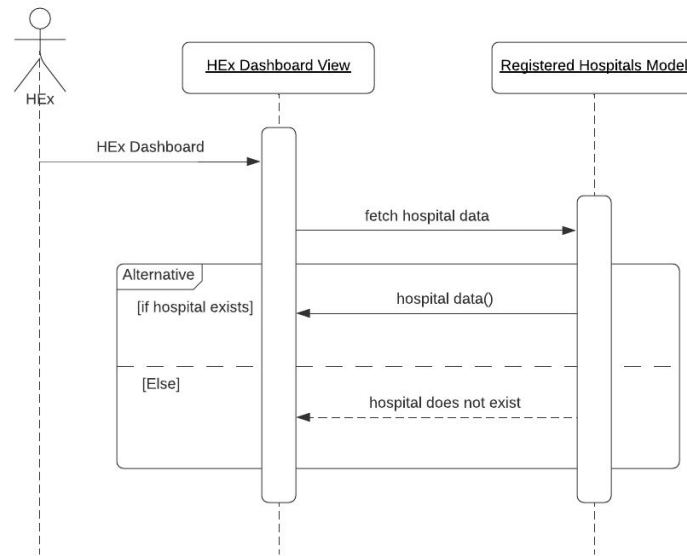 HEx Dashboard View
Registered Hospitals Model
HEx
HEx Dashboard
fetch hospital data
Alternative
[if hospital exists]
hospital data()
[Else]
hospital does not exist